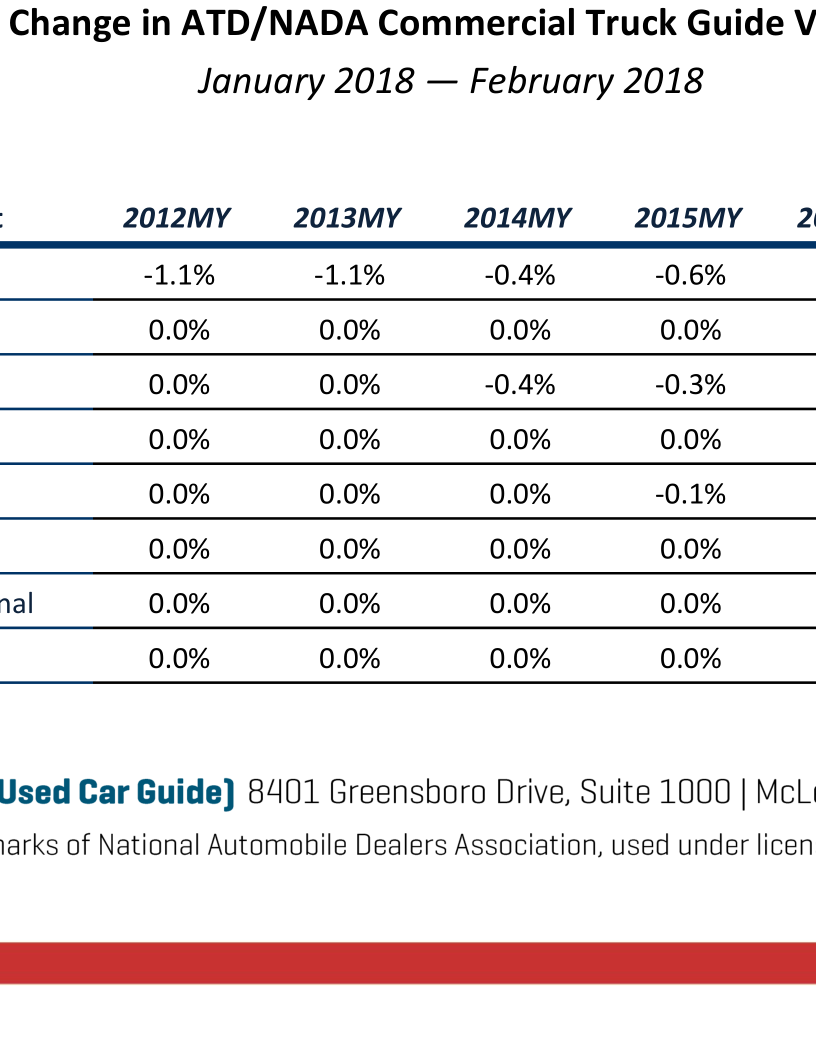 Change in ATD/NADA Commercial Truck Guide V
January 2018 — February 2018
2012MY 2013MY 2014MY 2015MY
-1.1% -1.1% -0.4% -0.6%
0.0% 0.0% 0.0% 0.0%
0.0% 0.0% -0.4% -0.3%
0.0% 0.0% 0.0% 0.0%
0.0% 0.0% 0.0% -0.1%
0.0% 0.0% 0.0% 0.0%
nal 0.0% 0.0% 0.0% 0.0%
0.0% 0.0% 0.0% 0.0%
Used Car Guide) 8401 Greensboro Drive, Suite 1000 | McL
arks of National Automobile Dealers Association, used under licen